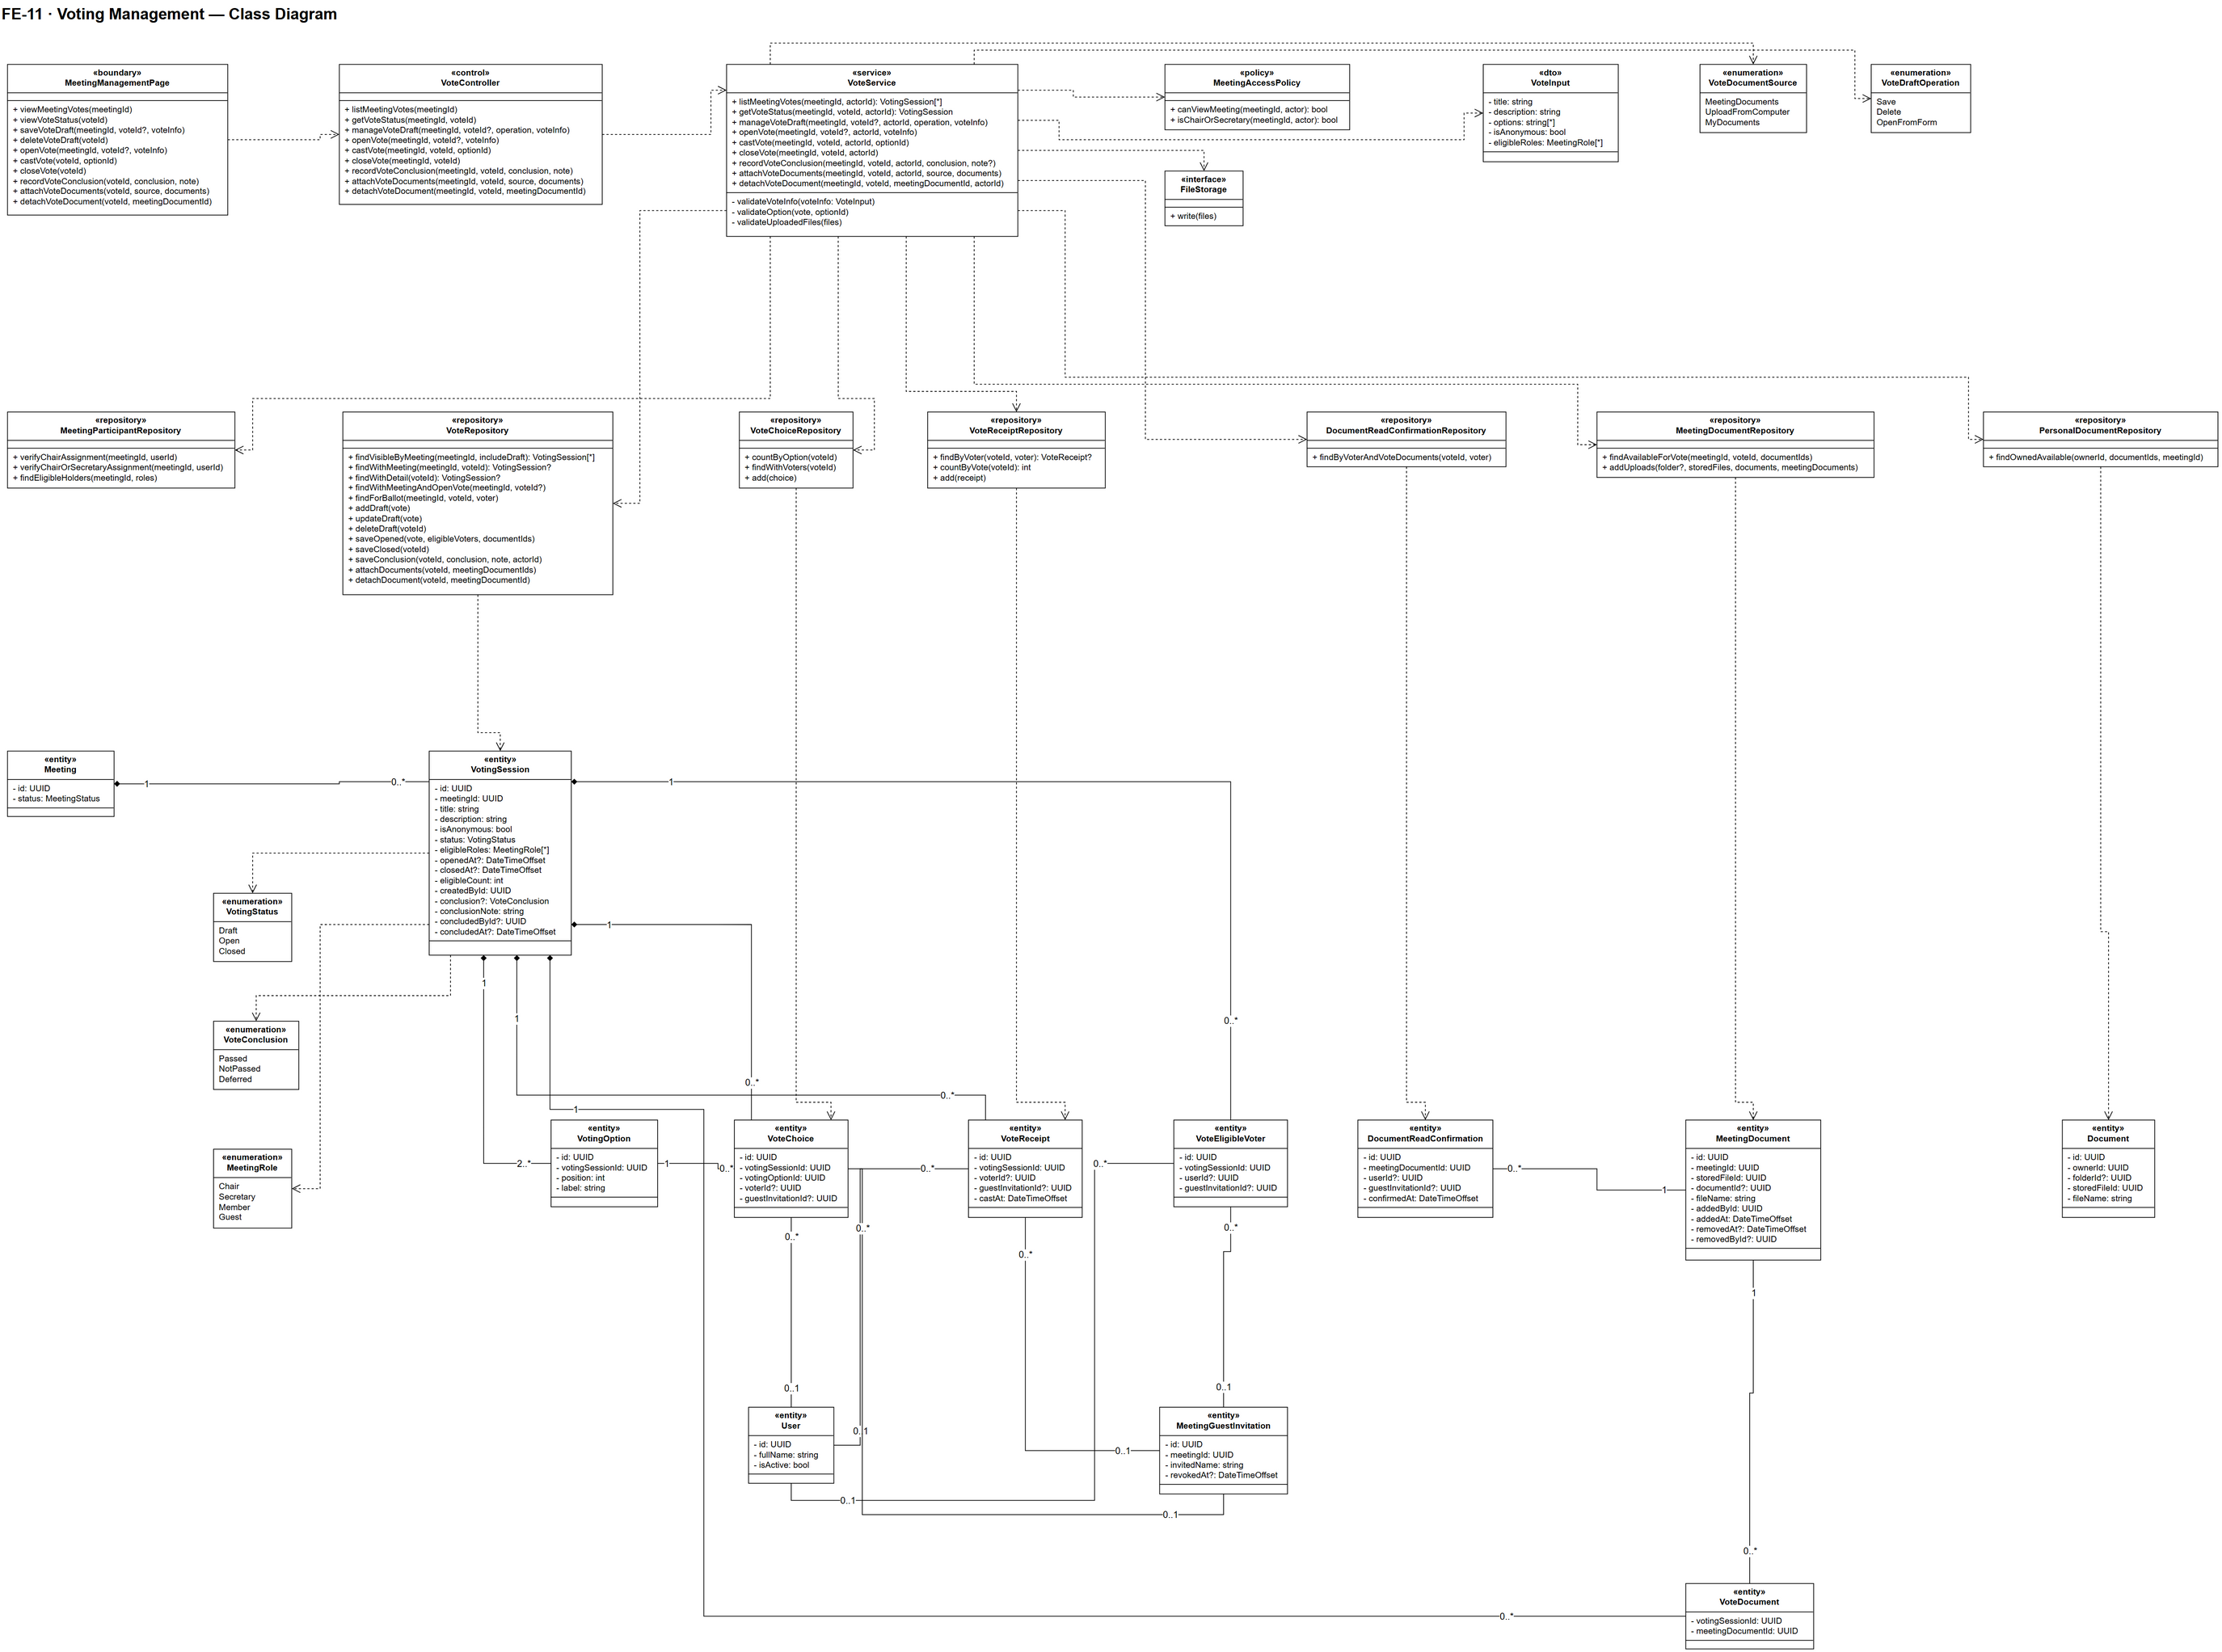 FE-11 · Voting Management — Class Diagram
«boundary»
MeetingManagementPage
+ viewMeetingVotes(meetingId)
+ viewVoteStatus(voteId)
+ saveVoteDraft(meetingId, voteId?, voteInfo)
+ deleteVoteDraft(voteId)
+ openVote(meetingId, voteId?, voteInfo)
+ castVote(voteId, optionId)
+ closeVote(voteId)
+ recordVoteConclusion(voteId, conclusion, note)
+ attachVoteDocuments(voteId, source, documents)
+ detachVoteDocument(voteId, meetingDocumentId)
«control»
VoteController
+ listMeetingVotes(meetingId)
+ getVoteStatus(meetingId, voteId)
+ manageVoteDraft(meetingId, voteId?, operation, voteInfo)
+ openVote(meetingId, voteId?, voteInfo)
+ castVote(meetingId, voteId, optionId)
+ closeVote(meetingId, voteId)
+ recordVoteConclusion(meetingId, voteId, conclusion, note)
+ attachVoteDocuments(meetingId, voteId, source, documents)
+ detachVoteDocument(meetingId, voteId, meetingDocumentId)
«service»
VoteService
+ listMeetingVotes(meetingId, actorId): VotingSession[*]
+ getVoteStatus(meetingId, voteId, actorId): VotingSession
+ manageVoteDraft(meetingId, voteId?, actorId, operation, voteInfo)
+ openVote(meetingId, voteId?, actorId, voteInfo)
+ castVote(meetingId, voteId, actorId, optionId)
+ closeVote(meetingId, voteId, actorId)
+ recordVoteConclusion(meetingId, voteId, actorId, conclusion, note?)
+ attachVoteDocuments(meetingId, voteId, actorId, source, documents)
+ detachVoteDocument(meetingId, voteId, meetingDocumentId, actorId)
- validateVoteInfo(voteInfo: VoteInput)
- validateOption(vote, optionId)
- validateUploadedFiles(files)
«policy»
MeetingAccessPolicy
+ canViewMeeting(meetingId, actor): bool
+ isChairOrSecretary(meetingId, actor): bool
«interface»
FileStorage
+ write(files)
«dto»
VoteInput
- title: string
- description: string
- options: string[*]
- isAnonymous: bool
- eligibleRoles: MeetingRole[*]
«enumeration»
VoteDocumentSource
MeetingDocuments
UploadFromComputer
MyDocuments
«enumeration»
VoteDraftOperation
Save
Delete
OpenFromForm
«repository»
MeetingParticipantRepository
+ verifyChairAssignment(meetingId, userId)
+ verifyChairOrSecretaryAssignment(meetingId, userId)
+ findEligibleHolders(meetingId, roles)
«repository»
VoteRepository
+ findVisibleByMeeting(meetingId, includeDraft): VotingSession[*]
+ findWithMeeting(meetingId, voteId): VotingSession?
+ findWithDetail(voteId): VotingSession?
+ findWithMeetingAndOpenVote(meetingId, voteId?)
+ findForBallot(meetingId, voteId, voter)
+ addDraft(vote)
+ updateDraft(vote)
+ deleteDraft(voteId)
+ saveOpened(vote, eligibleVoters, documentIds)
+ saveClosed(voteId)
+ saveConclusion(voteId, conclusion, note, actorId)
+ attachDocuments(voteId, meetingDocumentIds)
+ detachDocument(voteId, meetingDocumentId)
«repository»
VoteChoiceRepository
+ countByOption(voteId)
+ findWithVoters(voteId)
+ add(choice)
«repository»
VoteReceiptRepository
+ findByVoter(voteId, voter): VoteReceipt?
+ countByVote(voteId): int
+ add(receipt)
«repository»
DocumentReadConfirmationRepository
+ findByVoterAndVoteDocuments(voteId, voter)
«repository»
MeetingDocumentRepository
+ findAvailableForVote(meetingId, voteId, documentIds)
+ addUploads(folder?, storedFiles, documents, meetingDocuments)
«repository»
PersonalDocumentRepository
+ findOwnedAvailable(ownerId, documentIds, meetingId)
«entity»
Meeting
- id: UUID
- status: MeetingStatus
1
0..*
«entity»
VotingSession
- id: UUID
- meetingId: UUID
- title: string
- description: string
- isAnonymous: bool
- status: VotingStatus
- eligibleRoles: MeetingRole[*]
- openedAt?: DateTimeOffset
- closedAt?: DateTimeOffset
- eligibleCount: int
- createdById: UUID
- conclusion?: VoteConclusion
- conclusionNote: string
- concludedById?: UUID
- concludedAt?: DateTimeOffset
1
1
1
1
1
0..*
0..*
0..*
«enumeration»
VotingStatus
Draft
Open
Closed
«enumeration»
VoteConclusion
Passed
NotPassed
Deferred
«enumeration»
MeetingRole
Chair
Secretary
Member
Guest
2..*
«entity»
VotingOption
- id: UUID
- votingSessionId: UUID
- position: int
- label: string
1
0..*
«entity»
VoteChoice
- id: UUID
- votingSessionId: UUID
- votingOptionId: UUID
- voterId?: UUID
- guestInvitationId?: UUID
0..*
0..*
0..*
«entity»
VoteReceipt
- id: UUID
- votingSessionId: UUID
- voterId?: UUID
- guestInvitationId?: UUID
- castAt: DateTimeOffset
0..*
0..*
«entity»
VoteEligibleVoter
- id: UUID
- votingSessionId: UUID
- userId?: UUID
- guestInvitationId?: UUID
0..*
«entity»
DocumentReadConfirmation
- id: UUID
- meetingDocumentId: UUID
- userId?: UUID
- guestInvitationId?: UUID
- confirmedAt: DateTimeOffset
0..*
1
«entity»
MeetingDocument
- id: UUID
- meetingId: UUID
- storedFileId: UUID
- documentId?: UUID
- fileName: string
- addedById: UUID
- addedAt: DateTimeOffset
- removedAt?: DateTimeOffset
- removedById?: UUID
1
«entity»
Document
- id: UUID
- ownerId: UUID
- folderId?: UUID
- storedFileId: UUID
- fileName: string
0..1
«entity»
User
- id: UUID
- fullName: string
- isActive: bool
0..1
0..1
0..1
0..1
0..1
«entity»
MeetingGuestInvitation
- id: UUID
- meetingId: UUID
- invitedName: string
- revokedAt?: DateTimeOffset
0..*
0..*
«entity»
VoteDocument
- votingSessionId: UUID
- meetingDocumentId: UUID